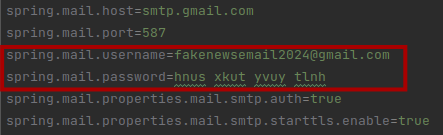 spring.mail.host=smtp.gmail.com
spring.mail.port=587
spring.mail.username=fakenewsemail2024@gmail.com
spring.mail.password=hnus xkut yvuy tlnh
spring.mail.properties.mail.smtp.auth=true
spring.mail.properties.mail.smtp.starttls.enable=true